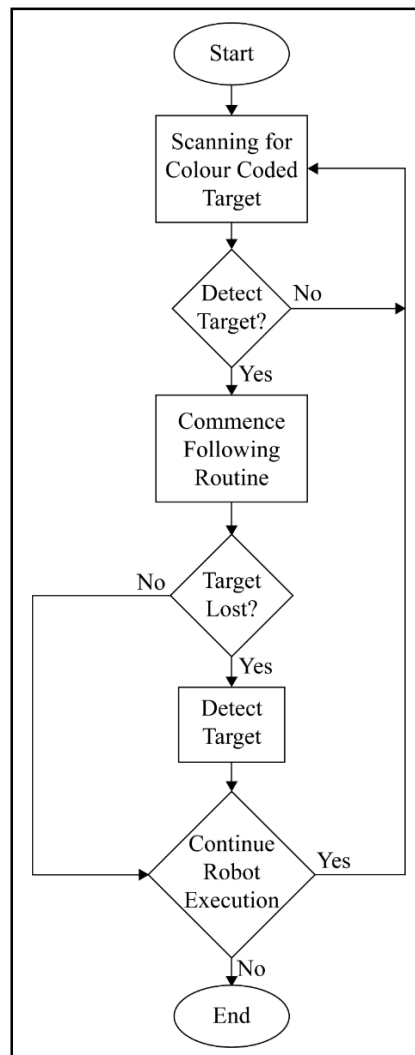 Start
Scanning for
Colour Coded
Target
Detect
Target?
No
Yes
Commence
Following
Routine
No
Target
Lost?
Yes
Detect
Target
Continue
Robot
Execution
Yes
No
End